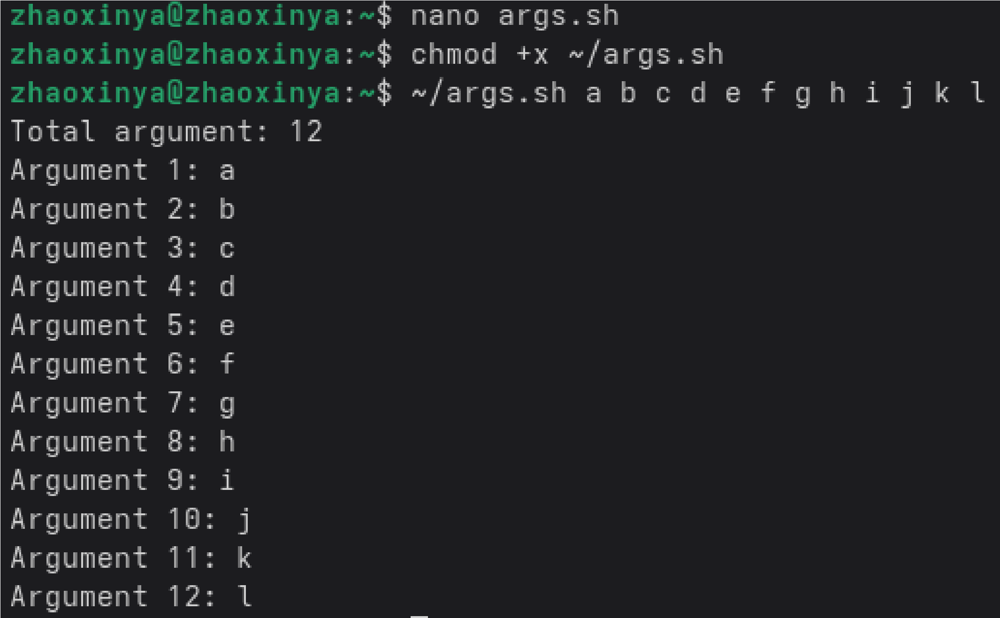 zhaoxinya@zhaoxinya:~$ nano args.sh
zhaoxinya@zhaoxinya:~$ chmod +x ~/args.sh
zhaoxinya@zhaoxinya:~$ ~/args.sh a b c d e f g h i j k l
Total argument: 12
Argument 1: a
Argument 2: b
Argument 3: c
Argument 4: d
Argument 5: e
Argument 6: f
Argument 7: g
Argument 8: h
Argument 9: i
Argument 10: j
Argument 11: k
Argument 12: l